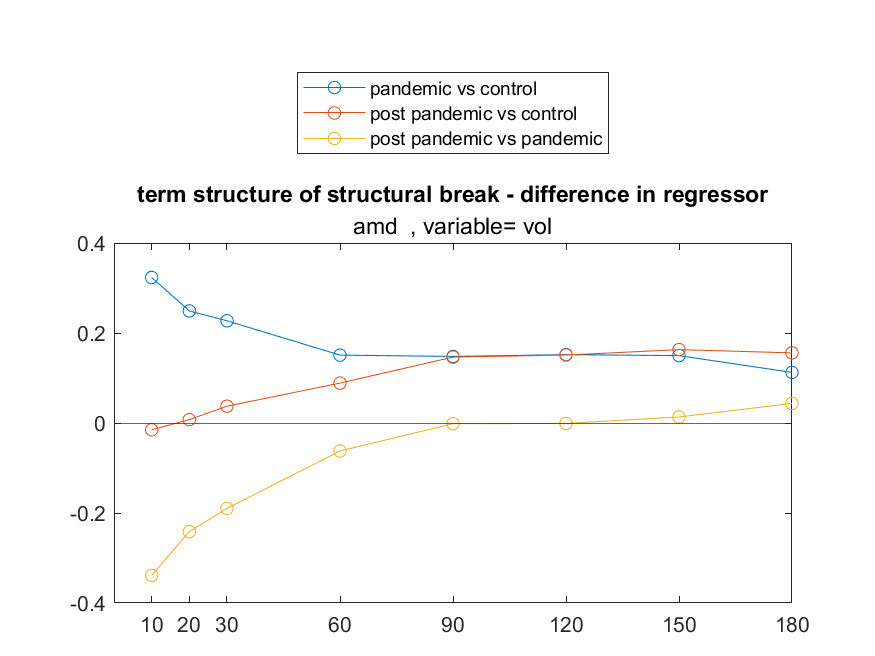 pandemic vs control
post pandemic vs control
post pandemic vs pandemic
term structure of structural break - difference in regressor
amd  , variable= vol
0.4
0.2
0
-0.2
-0.4
10 20 30 60 90 120 150 180